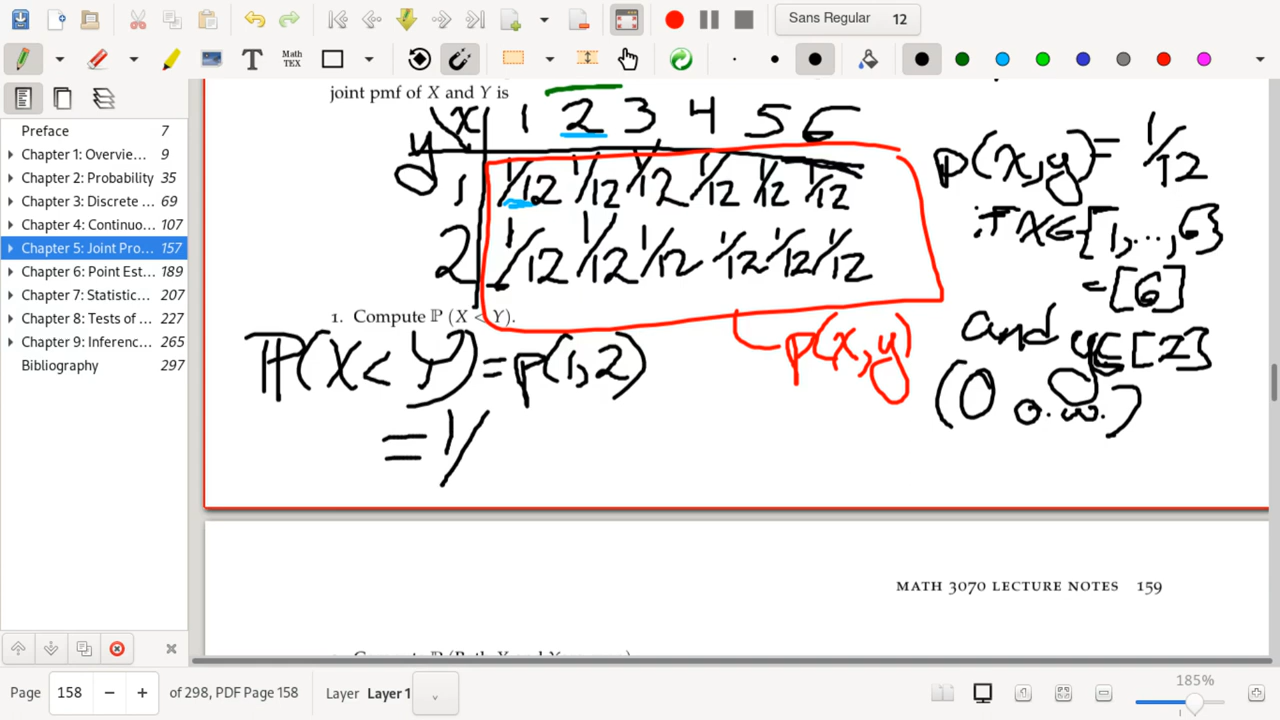 Sans Regular 12
T Math TEX
Preface 7
Chapter 1: Overvie... 9
Chapter 2: Probability 35
Chapter 3: Discrete ... 69
Chapter 4: Continuo... 107
Chapter 5: Joint Pro... 157
Chapter 6: Point Est... 189
Chapter 7: Statistic... 207
Chapter 8: Tests of ... 227
Chapter 9: Inferenc... 265
Bibliography 297
joint pmf of X and Y is
y x 1 2 3 4 5 6
1 1/12 1/12 1/12 1/12 1/12 1/12
2 1/12 1/12 1/12 1/12 1/12 1/12
p(x,y)
p(x,y)= 1/12
if x∈{1,...,6}
=[6]
and y∈[2]
(0 o.w.)
1. Compute ℙ (X < Y).
ℙ(X < Y) = p(1,2)
= 1/
MATH 3070 LECTURE NOTES 159
Page 158 of 298, PDF Page 158 Layer Layer 1 185%